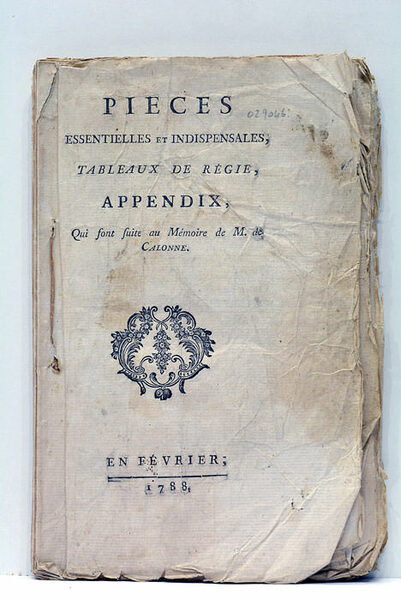 PIECES
029046
ESSENTIELLES ET INDISPENSALES,
TABLEAUX DE RÉGIE,
APPENDIX,
Qui font suite au Mémoire de M. de
CALONNE.
EN FÉVRIER,
1788.